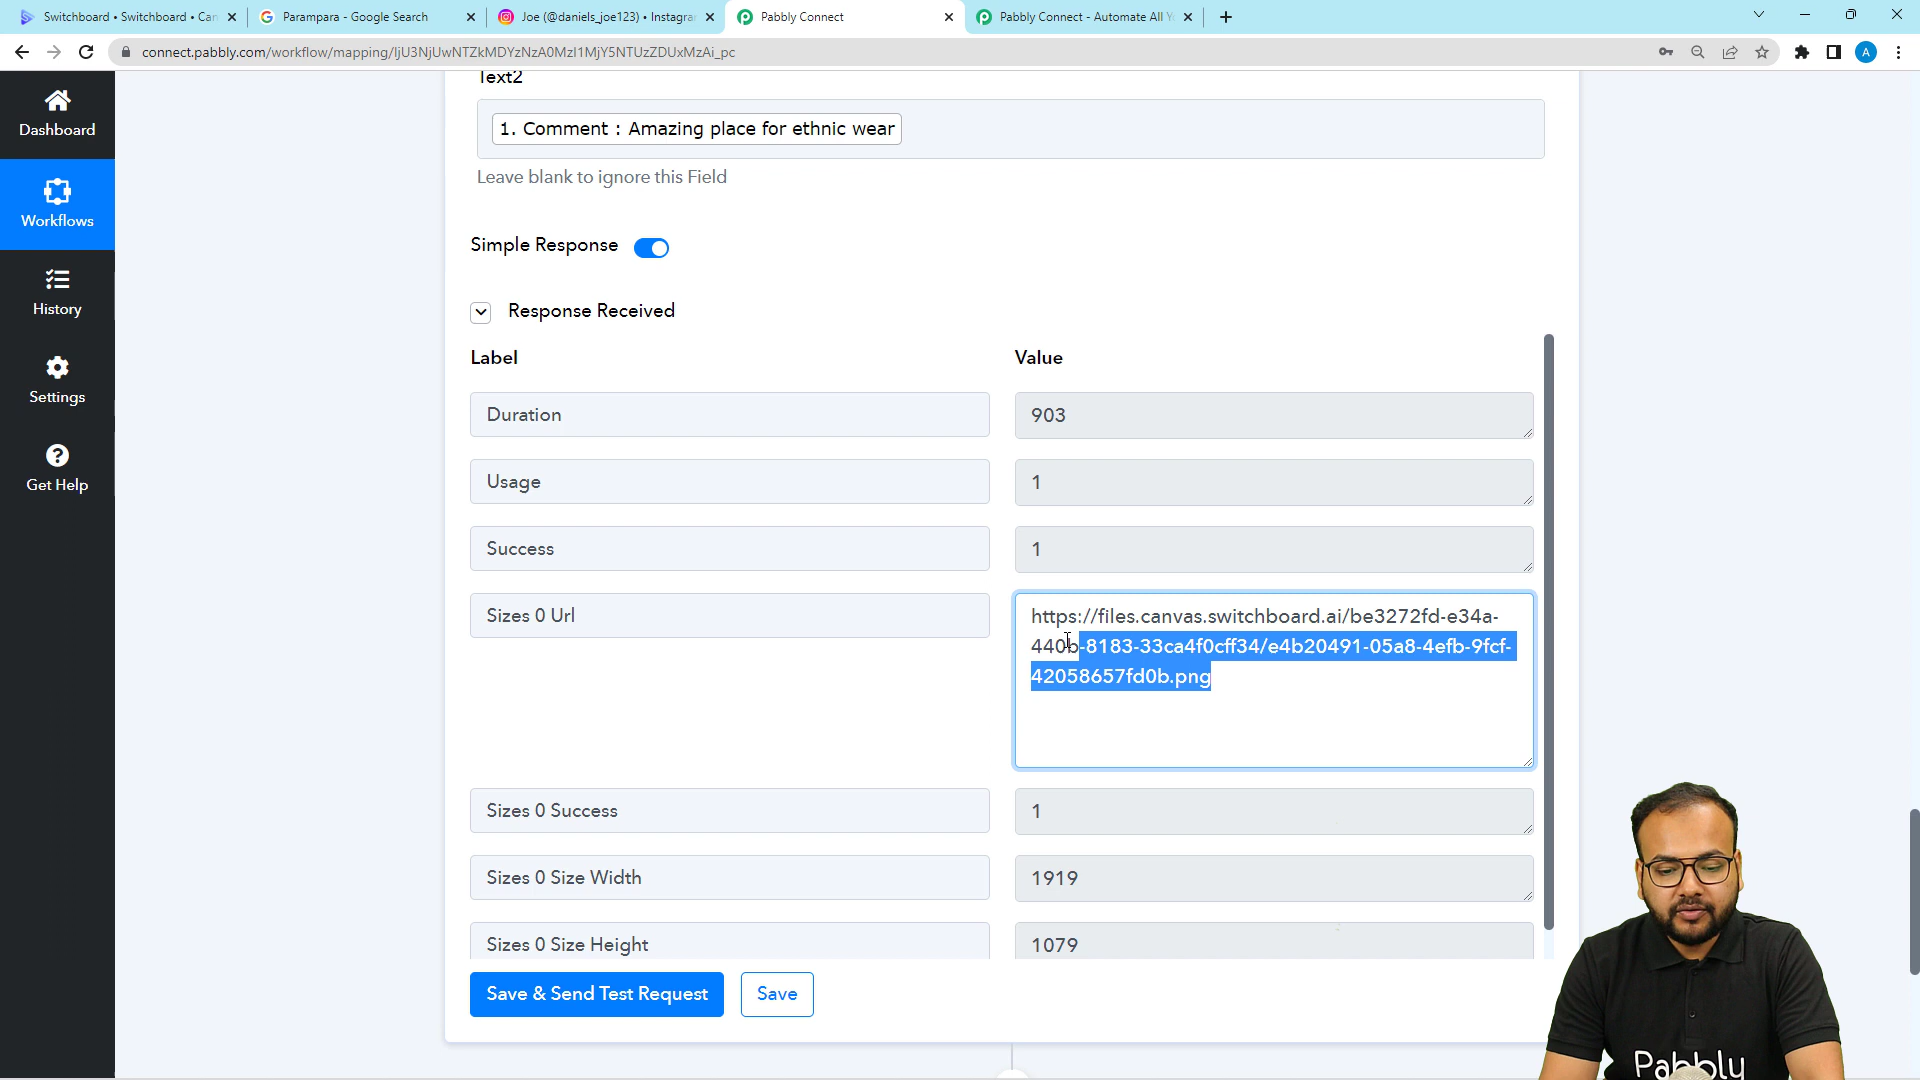 Switchboard • Switchboard • Can
Parampara - Google Search
Joe (@daniels_joe123) • Instagra
Pabbly Connect
Pabbly Connect - Automate All Y
connect.pabbly.com/workflow/mapping/IjU3NjUwNTZkMDYzNzA0MzI1MjY5NTUzZDUxMzAi_pc
A
Text2
Dashboard
1. Comment : Amazing place for ethnic wear
Leave blank to ignore this Field
Workflows
Simple Response
History
Response Received
Label Value
Settings
Duration 903
Get Help
Usage 1
Success 1
Sizes 0 Url
https://files.canvas.switchboard.ai/be3272fd-e34a-
440b-8183-33ca4f0cff34/e4b20491-05a8-4efb-9fcf-
42058657fd0b.png
Sizes 0 Success 1
Sizes 0 Size Width 1919
Sizes 0 Size Height 1079
Save & Send Test Request Save
Pabbly